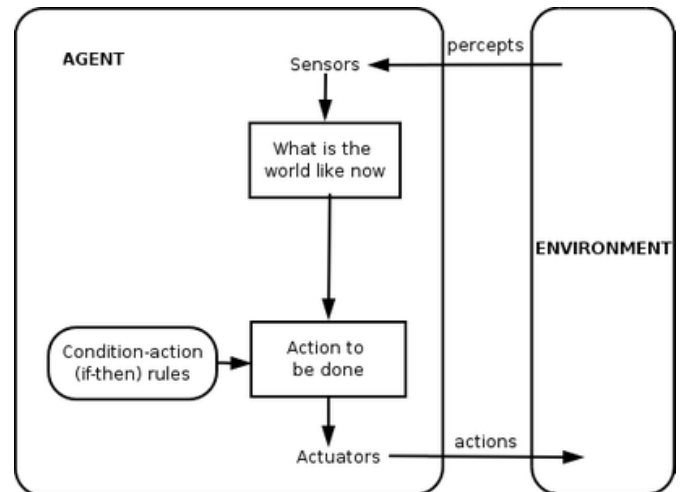 AGENT
Sensors
percepts
What is the
world like now
ENVIRONMENT
Condition-action
(if-then) rules
Action to
be done
Actuators
actions